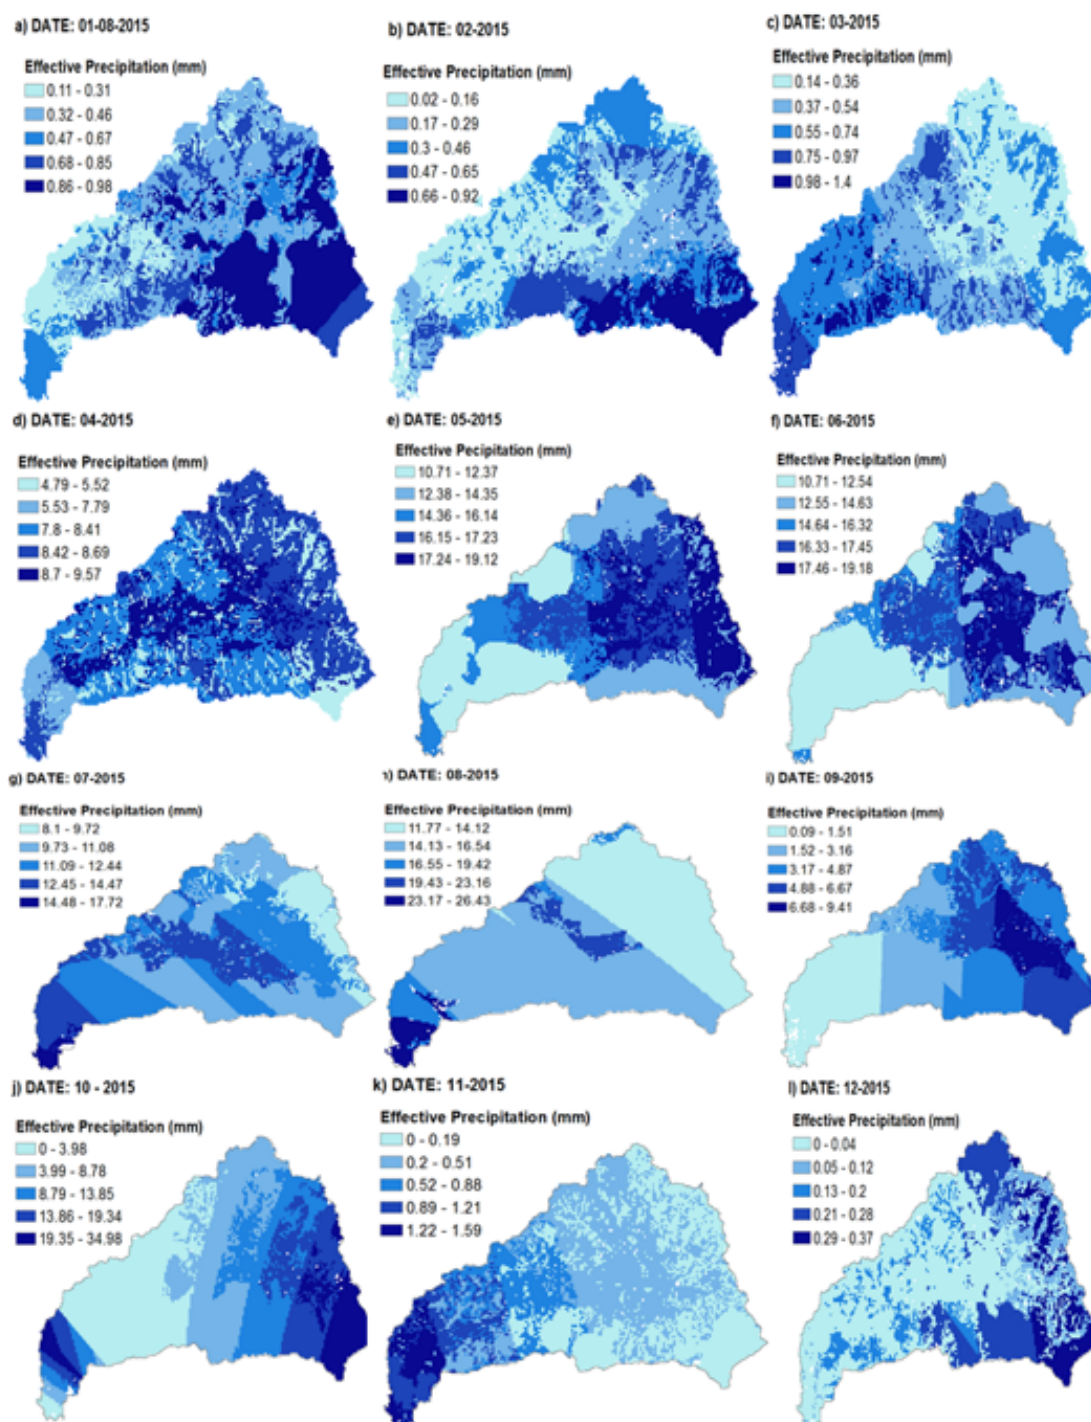 a) DATE: 01-08-2015
Effective Precipitation (mm)
0.11 - 0.31
0.32 - 0.46
0.47 - 0.67
0.68 - 0.85
0.86 - 0.98
b) DATE: 02-2015
Effective Precipitation (mm)
0.02 - 0.16
0.17 - 0.29
0.3 - 0.46
0.47 - 0.65
0.66 - 0.92
c) DATE: 03-2015
Effective Precipitation (mm)
0.14 - 0.36
0.37 - 0.54
0.55 - 0.74
0.75 - 0.97
0.98 - 1.4
d) DATE: 04-2015
Effective Precipitation (mm)
4.79 - 5.52
5.53 - 7.79
7.8 - 8.41
8.42 - 8.69
8.7 - 9.57
e) DATE: 05-2015
Effective Pecipitation (mm)
10.71 - 12.37
12.38 - 14.35
14.36 - 16.14
16.15 - 17.23
17.24 - 19.12
f) DATE: 06-2015
Effective Precipitation (mm)
10.71 - 12.54
12.55 - 14.63
14.64 - 16.32
16.33 - 17.45
17.46 - 19.18
g) DATE: 07-2015
Effective Precipitation (mm)
8.1 - 9.72
9.73 - 11.08
11.09 - 12.44
12.45 - 14.47
14.48 - 17.72
h) DATE: 08-2015
Effective Precipitation (mm)
11.77 - 14.12
14.13 - 16.54
16.55 - 19.42
19.43 - 23.16
23.17 - 26.43
i) DATE: 09-2015
Effective Precipitation (mm)
0.09 - 1.51
1.52 - 3.16
3.17 - 4.87
4.88 - 6.67
6.68 - 9.41
j) DATE: 10 - 2015
Effective Precipitation (mm)
0 - 3.98
3.99 - 8.78
8.79 - 13.85
13.86 - 19.34
19.35 - 34.98
k) DATE: 11-2015
Effective Precipitation (mm)
0 - 0.19
0.2 - 0.51
0.52 - 0.88
0.89 - 1.21
1.22 - 1.59
l) DATE: 12-2015
Effective Precipitation (mm)
0 - 0.04
0.05 - 0.12
0.13 - 0.2
0.21 - 0.28
0.29 - 0.37